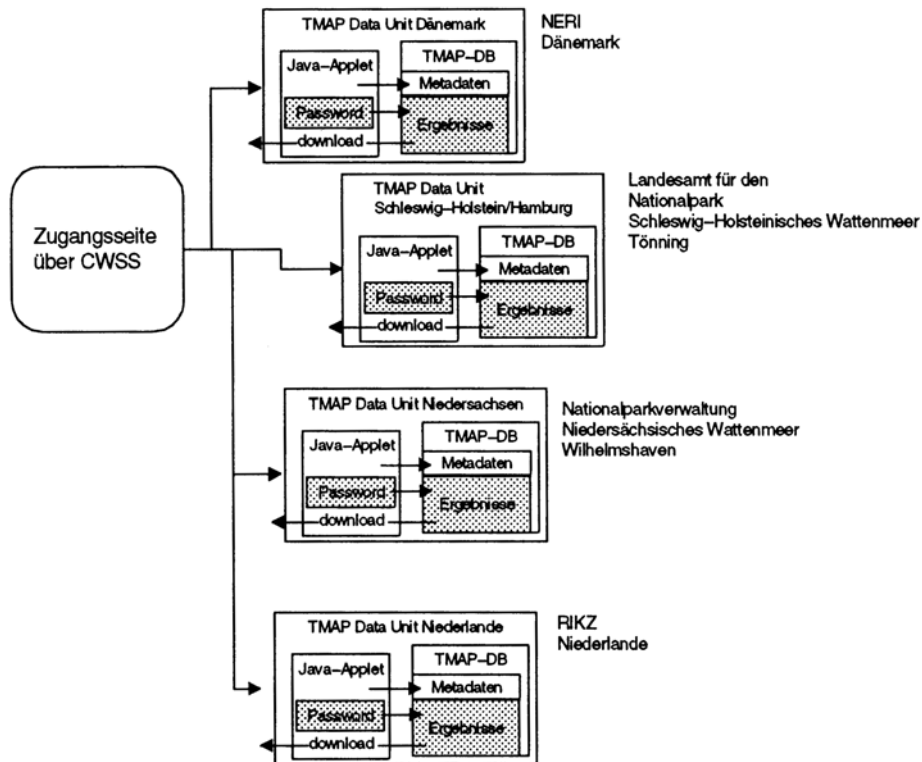 TMAP Data Unit Dänemark
NERI
Dänemark
Java-Applet
TMAP-DB
Metadaten
Password
Ergebnisse
download
Zugangsseite
über CWSS
TMAP Data Unit
Schleswig-Holstein/Hamburg
Landesamt für den
Nationalpark
Schleswig-Holsteinisches Wattenmeer
Tönning
Java-Applet
TMAP-DB
Metadaten
Password
Ergebnisse
download
TMAP Data Unit Niedersachsen
Nationalparkverwaltung
Niedersächsisches Wattenmeer
Wilhelmshaven
Java-Applet
TMAP-DB
Metadaten
Password
Ergebnisse
download
TMAP Data Unit Niederlande
RIKZ
Niederlande
Java-Applet
TMAP-DB
Metadaten
Password
Ergebnisse
download